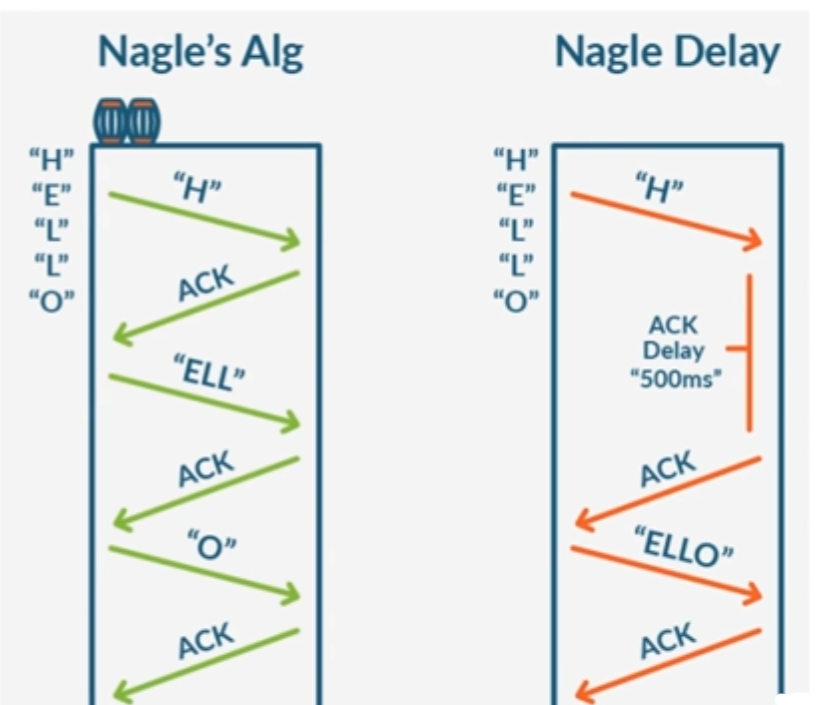 Nagle’s Alg
“H”
“E”
“L”
“L”
“O”
“H”
ACK
“ELL”
ACK
“O”
ACK
Nagle Delay
“H”
“E”
“L”
“L”
“O”
“H”
ACK
Delay
“500ms”
ACK
“ELLO”
ACK